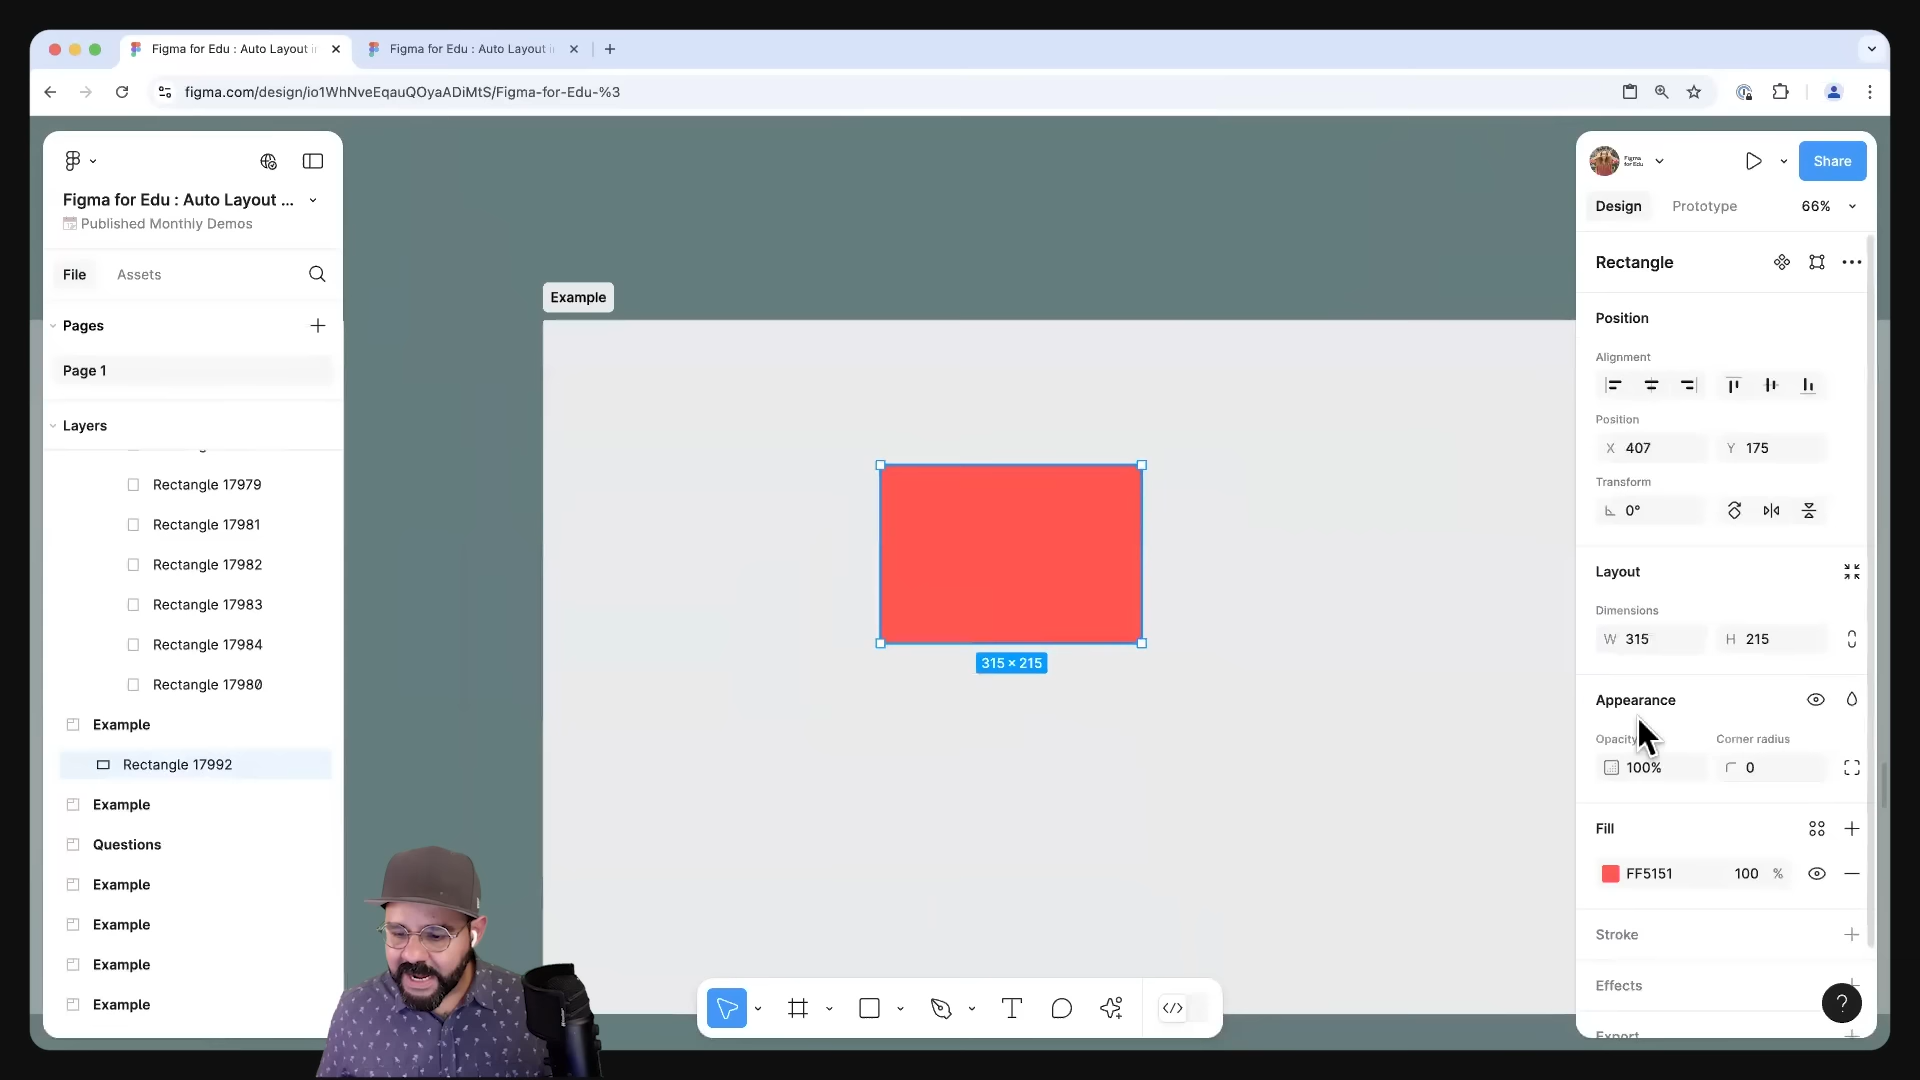 Figma for Edu : Auto Layout i
Figma for Edu : Auto Layout i
figma.com/design/io1WhNveEqauQOyaADiMtS/Figma-for-Edu-%3
Figma for Edu : Auto Layout ...
Published Monthly Demos
File
Assets
Pages
Page 1
Layers
Rectangle 17979
Rectangle 17981
Rectangle 17982
Rectangle 17983
Rectangle 17984
Rectangle 17980
Example
Rectangle 17992
Example
Questions
Example
Example
Example
Example
Example
315 × 215
Figma
for Edu
Share
Design
Prototype
66%
Rectangle
Position
Alignment
Position
X 407
Y 175
Transform
0°
Layout
Dimensions
W 315
H 215
Appearance
Opacity
Corner radius
100%
0
Fill
FF5151
100 %
Stroke
Effects
Export
?